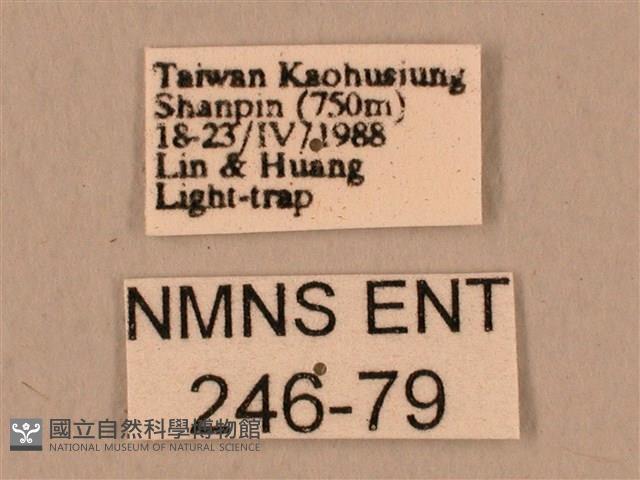 Taiwan Kaohusiung
Shanpin (750m)
18-23/IV/1988
Lin & Huang
Light-trap
NMNS ENT
246-79
國立自然科學博物館
NATIONAL MUSEUM OF NATURAL SCIENCE